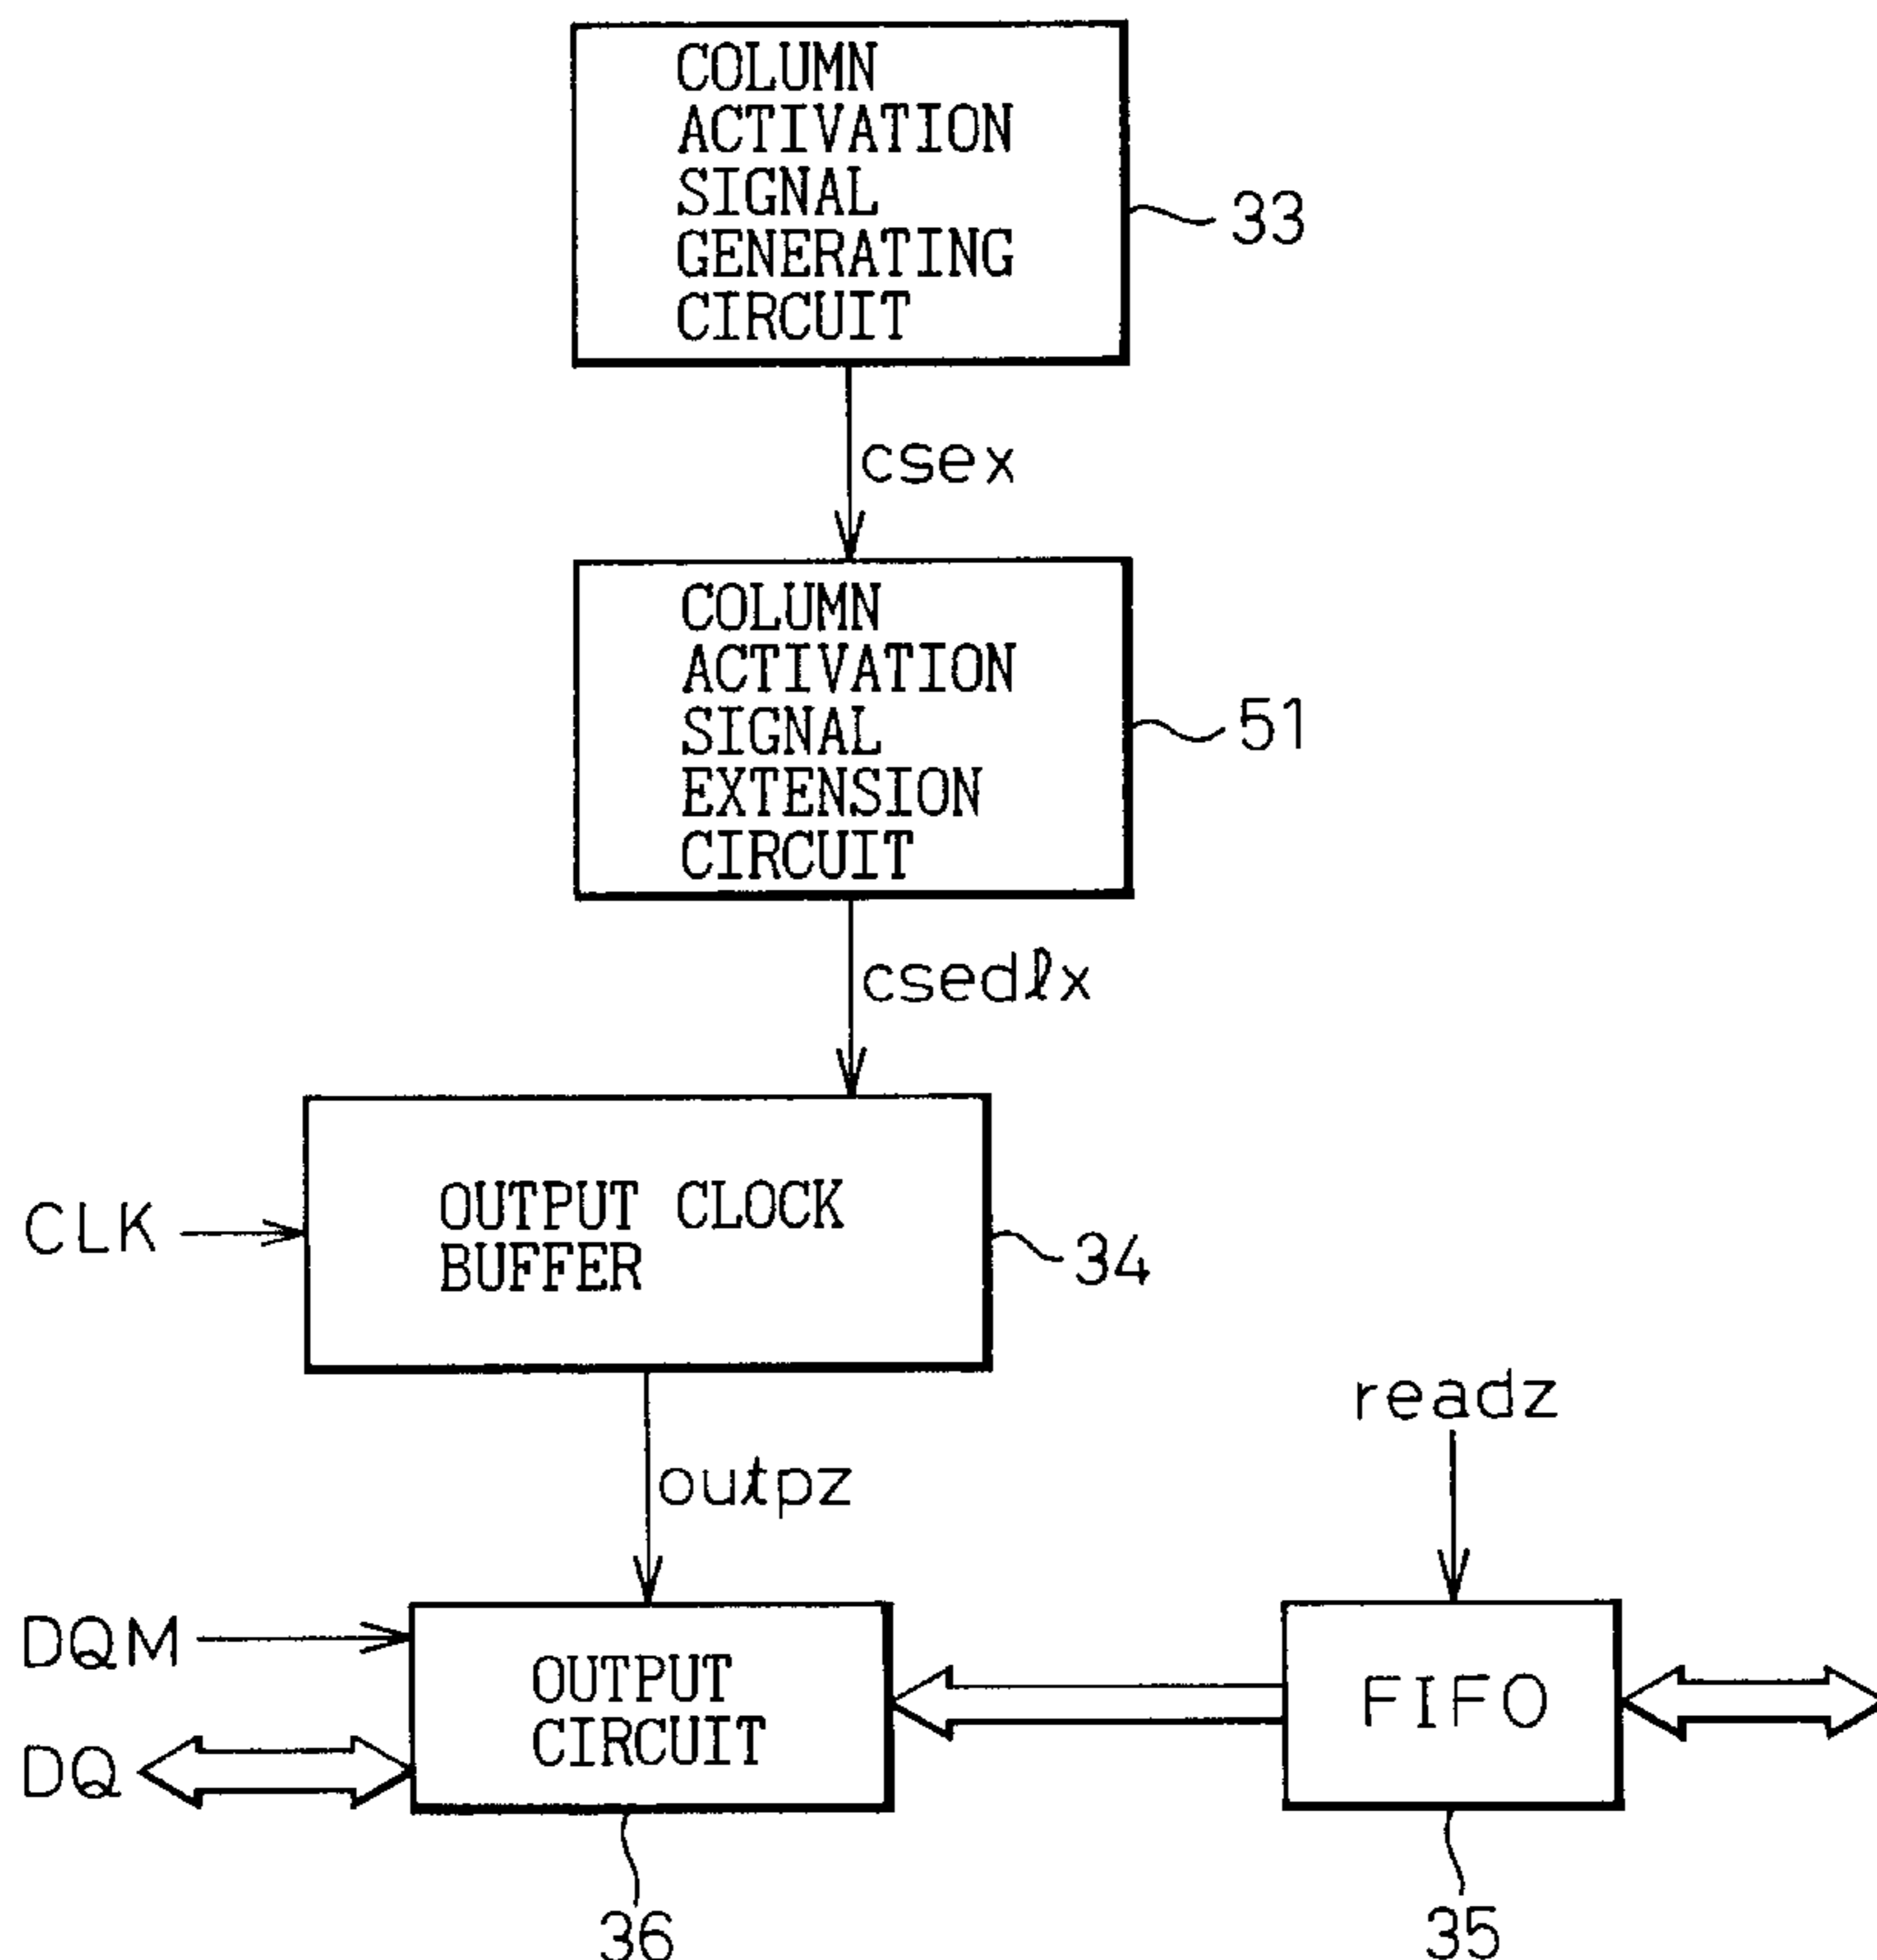 COLUMN
ACTIVATION
SIGNAL
GENERATING
CIRCUIT
33
csex
COLUMN
ACTIVATION
SIGNAL
EXTENSION
CIRCUIT
51
csedlx
CLK
OUTPUT CLOCK
BUFFER
34
readz
outpz
DQM
OUTPUT
CIRCUIT
FIFO
DQ
36
35